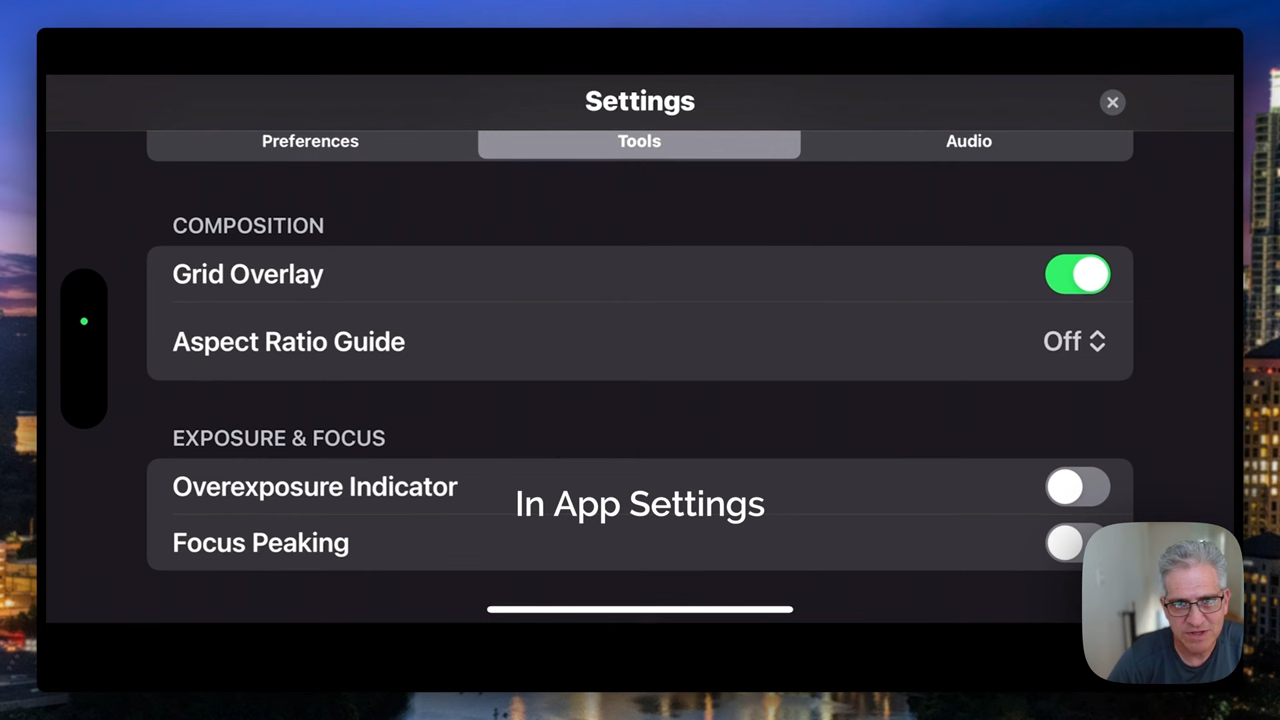 Settings
Preferences
Tools
Audio
COMPOSITION
Grid Overlay
Aspect Ratio Guide
Off
EXPOSURE & FOCUS
Overexposure Indicator
In App Settings
Focus Peaking